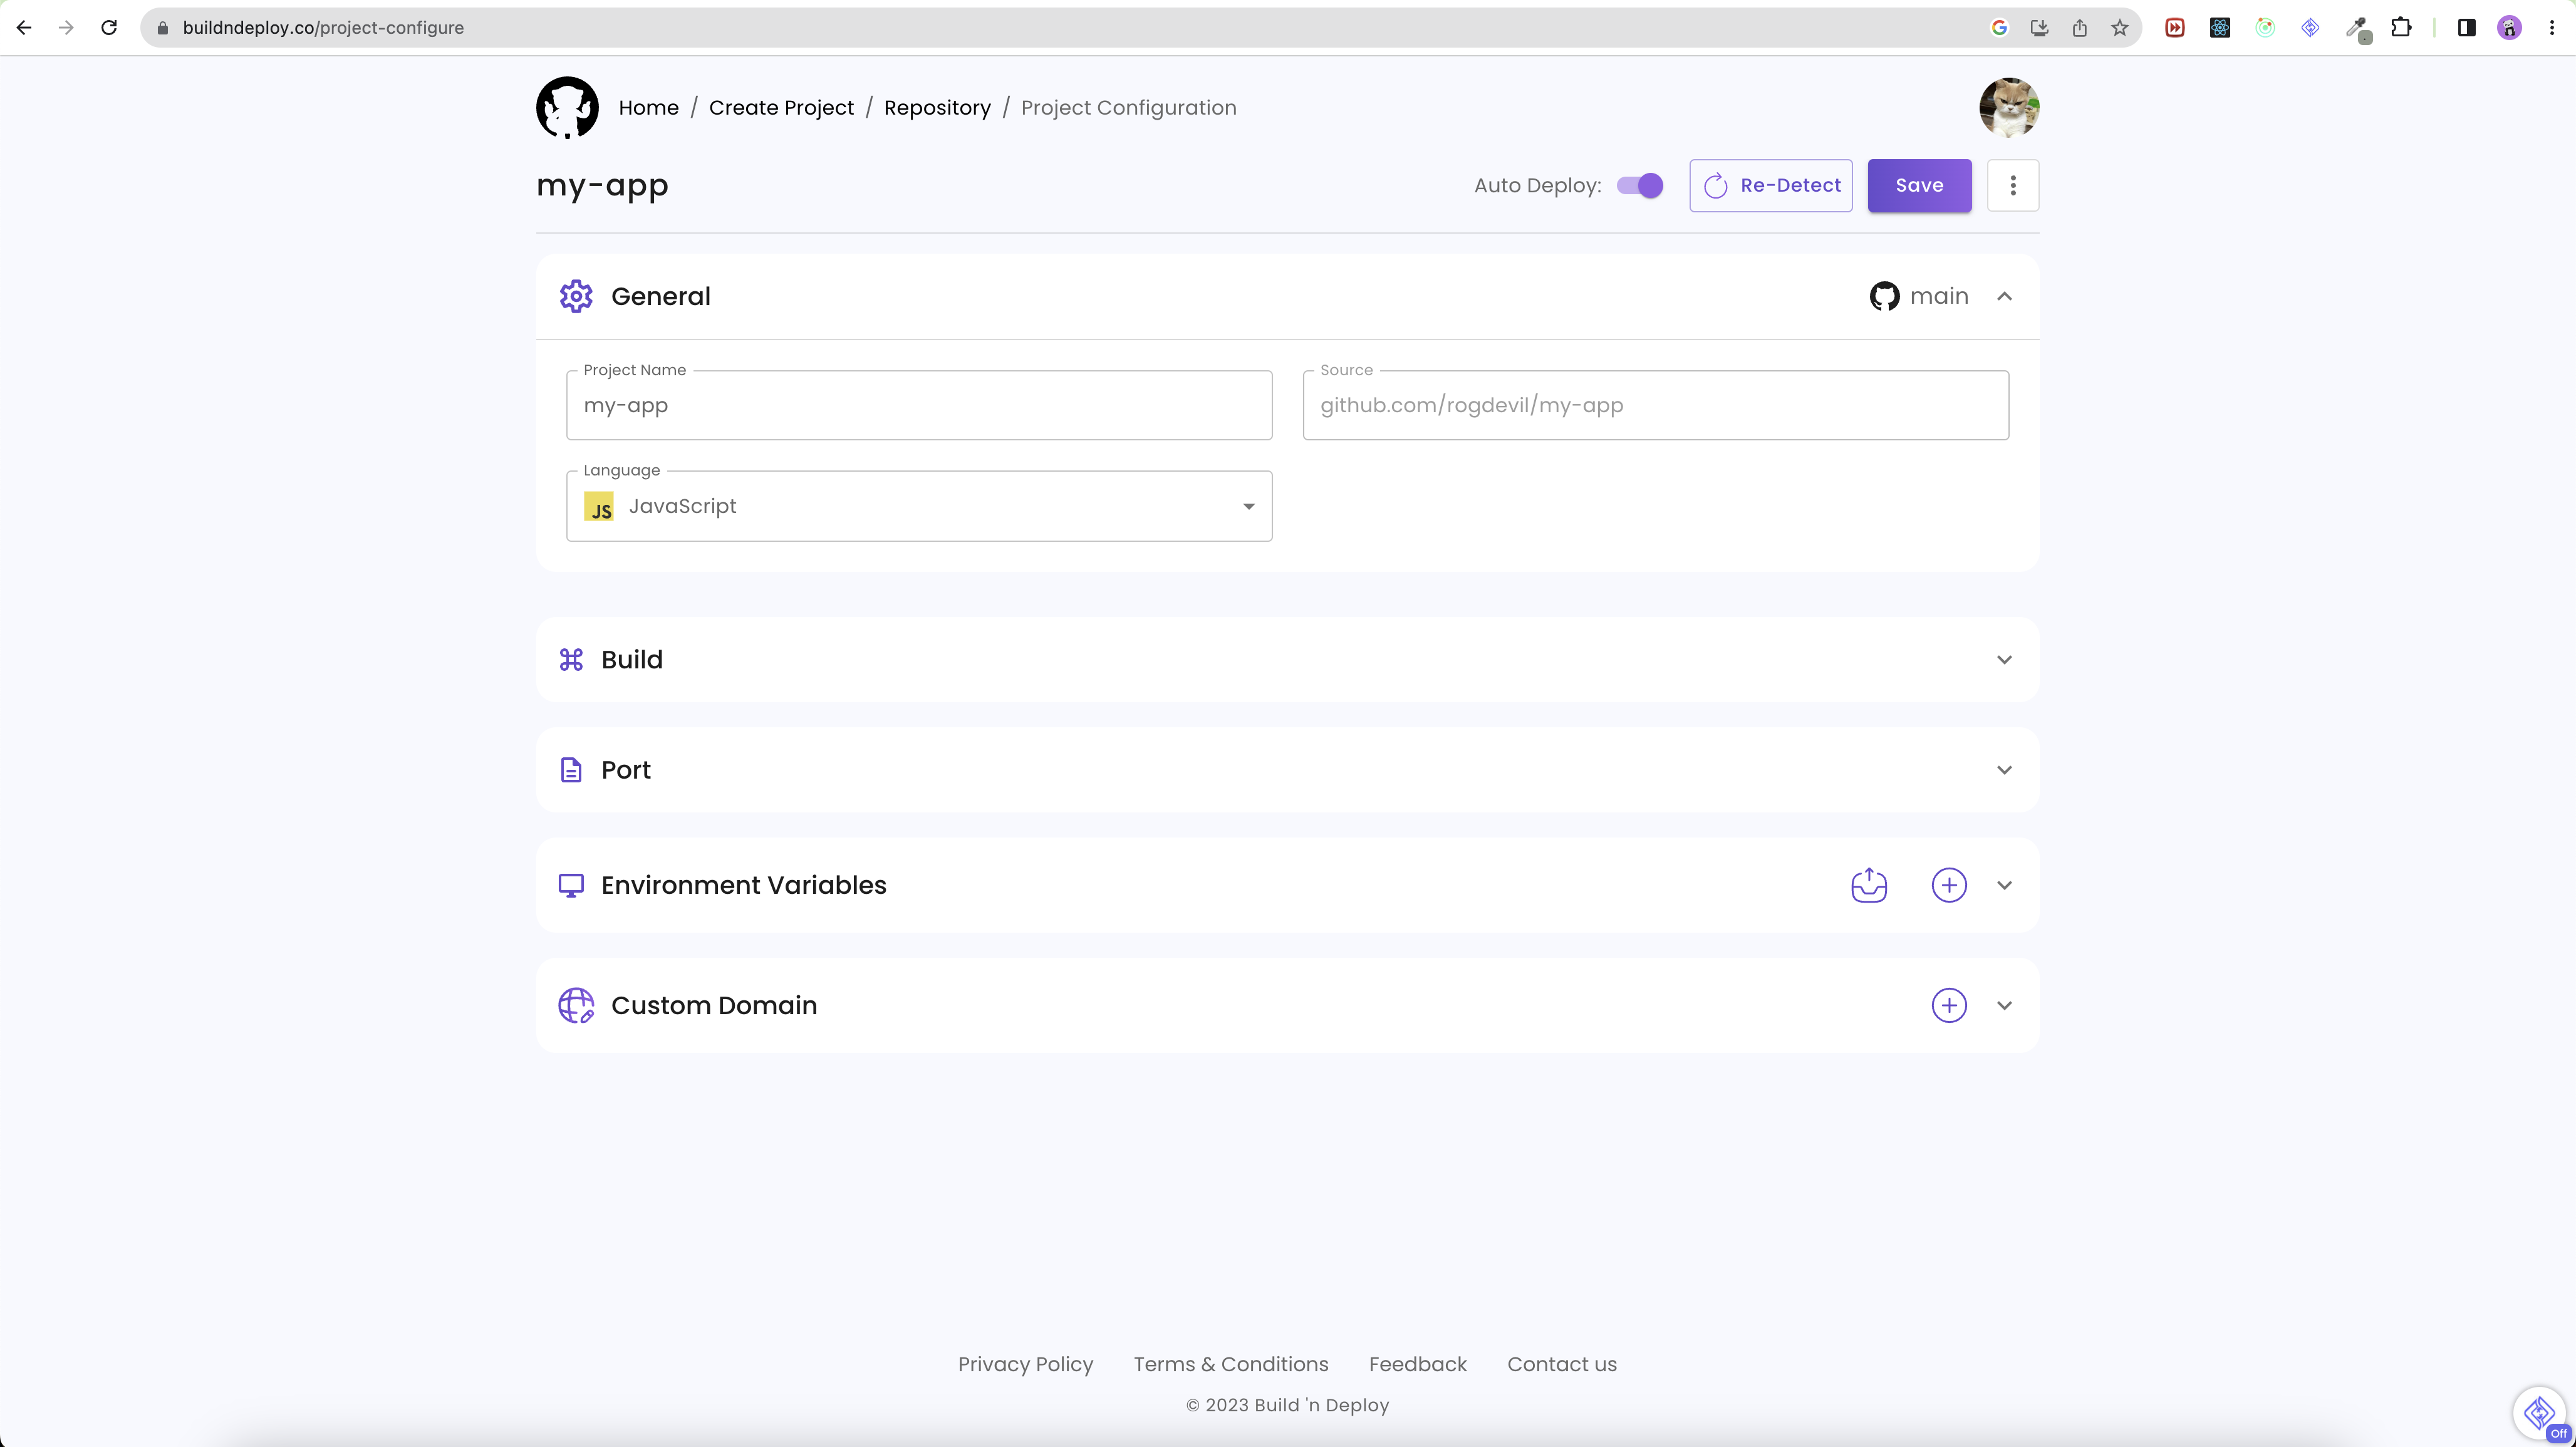 buildndeploy.co/project-configure
Home / Create Project / Repository / Project Configuration
my-app
Auto Deploy:
Re-Detect
Save
General
main
Project Name
my-app
Source
github.com/rogdevil/my-app
Language
JS JavaScript
Build
Port
Environment Variables
Custom Domain
Privacy Policy Terms & Conditions Feedback Contact us
© 2023 Build 'n Deploy
Off